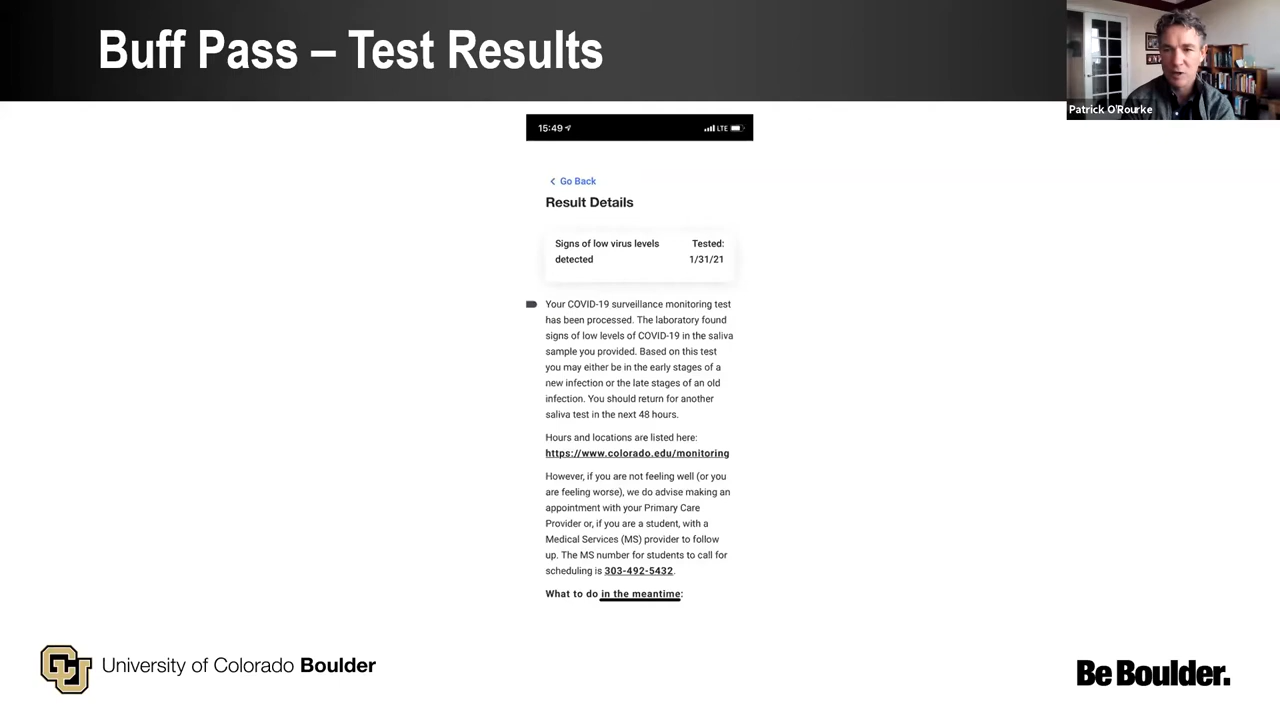 Buff Pass – Test Results
Patrick O'Rourke
15:49
LTE
Go Back
Result Details
Signs of low virus levels
detected
Tested:
1/31/21
Your COVID-19 surveillance monitoring test
has been processed. The laboratory found
signs of low levels of COVID-19 in the saliva
sample you provided. Based on this test
you may either be in the early stages of a
new infection or the late stages of an old
infection. You should return for another
saliva test in the next 48 hours.
Hours and locations are listed here:
https://www.colorado.edu/monitoring
However, if you are not feeling well (or you
are feeling worse), we do advise making an
appointment with your Primary Care
Provider or, if you are a student, with a
Medical Services (MS) provider to follow
up. The MS number for students to call for
scheduling is 303-492-5432.
What to do in the meantime:
CU
University of Colorado Boulder
Be Boulder.